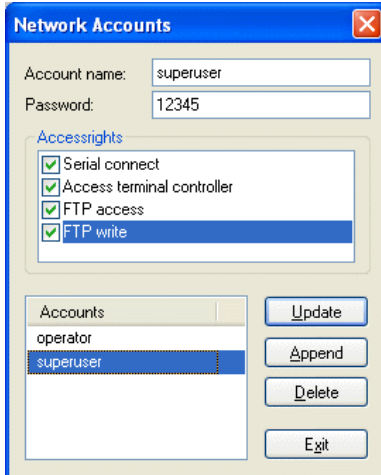 Network Accounts
Account name: superuser
Password: 12345
Accessrights
Serial connect
Access terminal controller
FTP access
FTP write
Accounts
operator
superuser
Update
Append
Delete
Exit